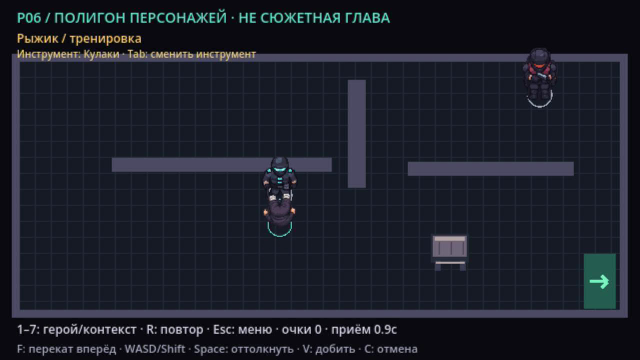 P06 / ПОЛИГОН ПЕРСОНАЖЕЙ · НЕ СЮЖЕТНАЯ ГЛАВА
Рыжик / тренировка
Инструмент: Кулаки · Tab: сменить инструмент
1–7: герой/контекст · R: повтор · Esc: меню · очки 0 · приём 0.9с
F: перекат вперёд · WASD/Shift · Space: оттолкнуть · V: добить · C: отмена